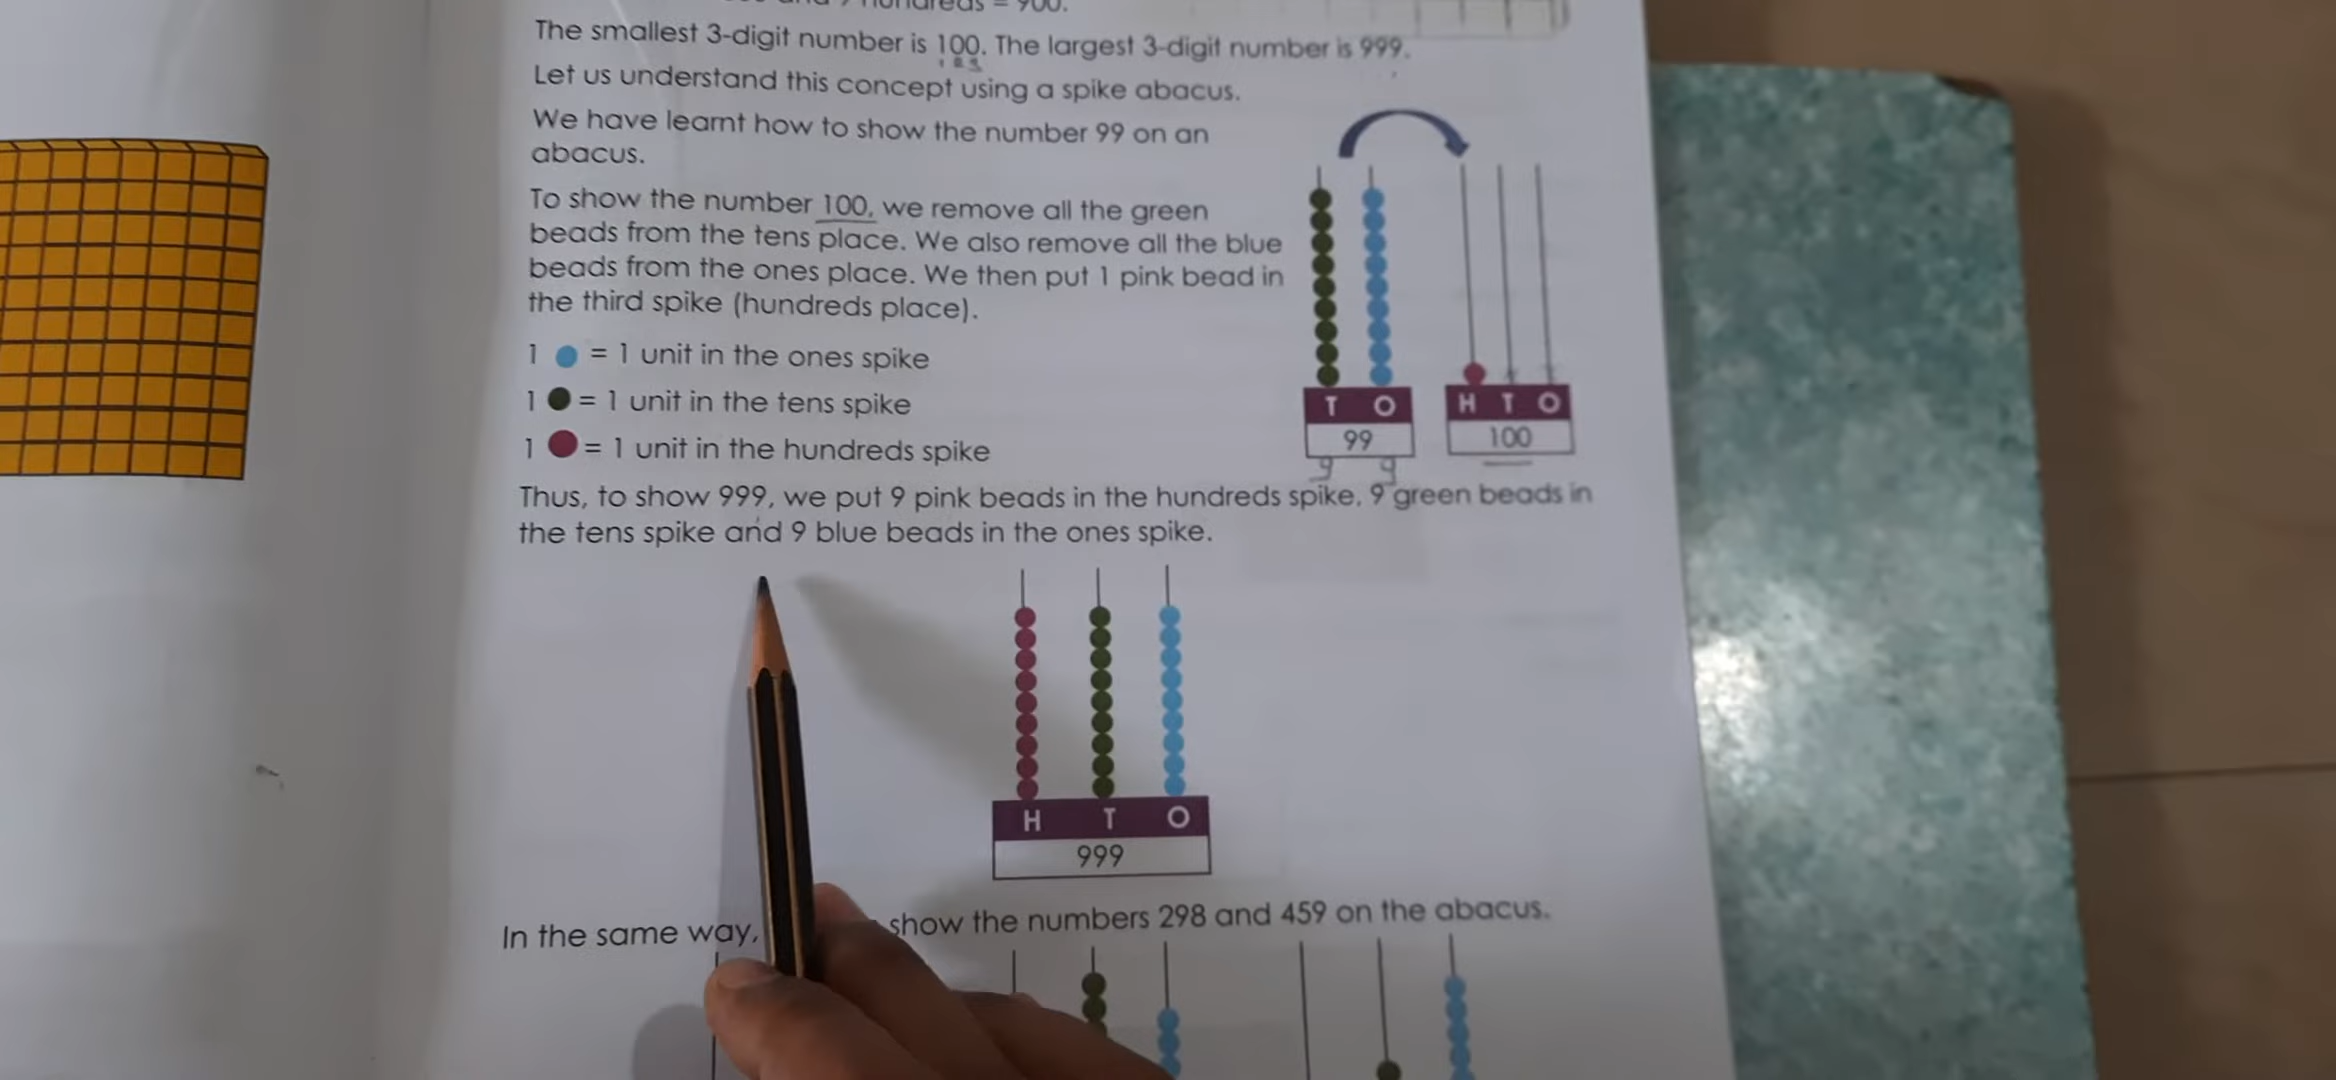 The smallest 3-digit number is 100. The largest 3-digit number is 999.
Let us understand this concept using a spike abacus.
We have learnt how to show the number 99 on an
abacus.
To show the number 100, we remove all the green
beads from the tens place. We also remove all the blue
beads from the ones place. We then put 1 pink bead in
the third spike (hundreds place).
1 = 1 unit in the ones spike
1 = 1 unit in the tens spike
1 = 1 unit in the hundreds spike
T O
99
9 9
H T O
100
Thus, to show 999, we put 9 pink beads in the hundreds spike, 9 green beads in
the tens spike and 9 blue beads in the ones spike.
H T O
999
In the same way, show the numbers 298 and 459 on the abacus.